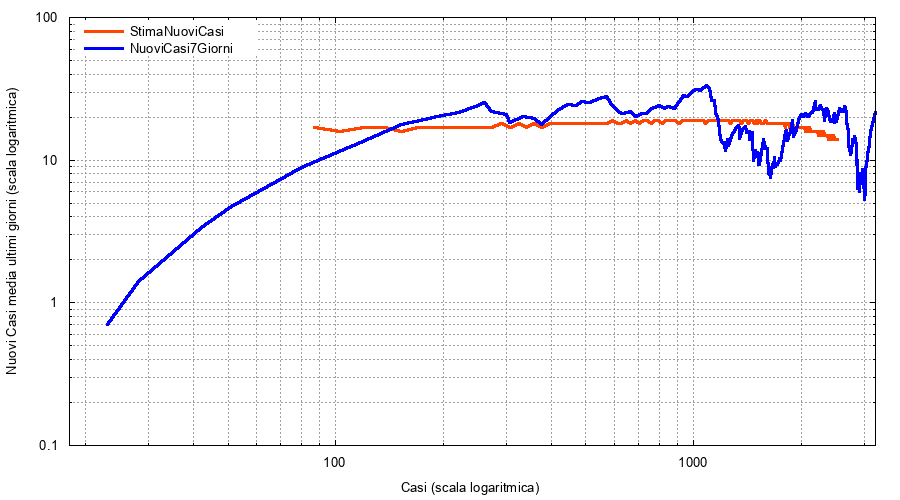 StimaNuoviCasi
NuoviCasi7Giorni
100
10
1
0.1
100
1000
Nuovi Casi media ultimi giorni (scala logaritmica)
Casi (scala logaritmica)